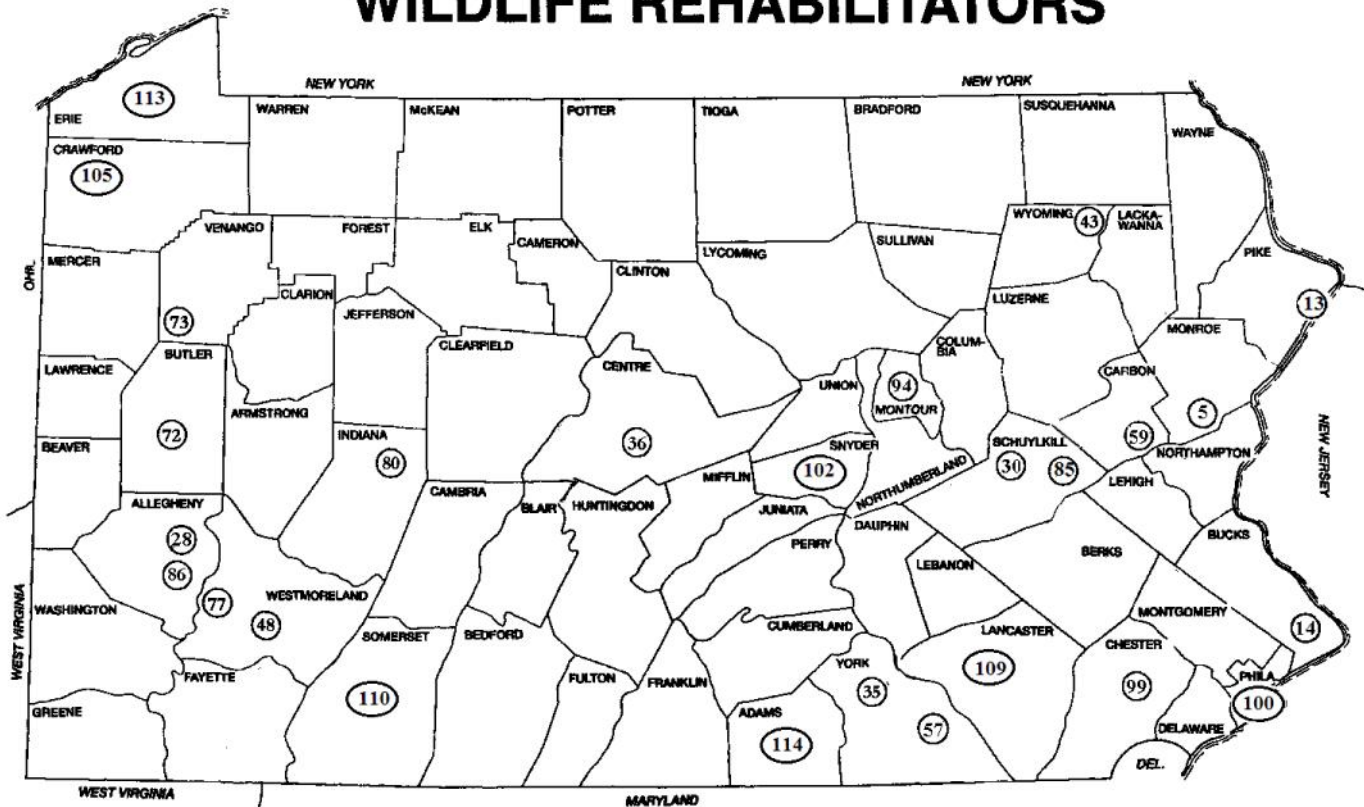 WILDLIFE REHABILITATORS
NEW YORK
NEW YORK
113
ERIE
WARREN
McKEAN
POTTER
TIOGA
BRADFORD
SUSQUEHANNA
WAYNE
CRAWFORD
105
VENANGO
FOREST
ELK
CAMERON
CLINTON
LYCOMING
SULLIVAN
WYOMING
43
LACKA-
WANNA
PIKE
13
OHI.
MERCER
CLARION
JEFFERSON
73
BUTLER
CLEARFIELD
CENTRE
UNION
COLUM-
BIA
LUZERNE
MONROE
LAWRENCE
ARMSTRONG
94
MONTOUR
CARBON
5
NEW JERSEY
BEAVER
72
INDIANA
80
36
SNYDER
102
NORTHUMBERLAND
SCHUYLKILL
30
85
59
NORTHAMPTON
LEHIGH
ALLEGHENY
28
86
CAMBRIA
BLAIR
HUNTINGDON
MIFFLIN
JUNIATA
PERRY
DAUPHIN
LEBANON
BERKS
BUCKS
WEST VIRGINIA
WASHINGTON
77
WESTMORELAND
48
SOMERSET
BEDFORD
CUMBERLAND
LANCASTER
109
MONTGOMERY
14
CHESTER
99
PHILA
100
FAYETTE
FULTON
FRANKLIN
YORK
35
57
GREENE
110
ADAMS
114
DELAWARE
DEL.
WEST VIRGINIA
MARYLAND